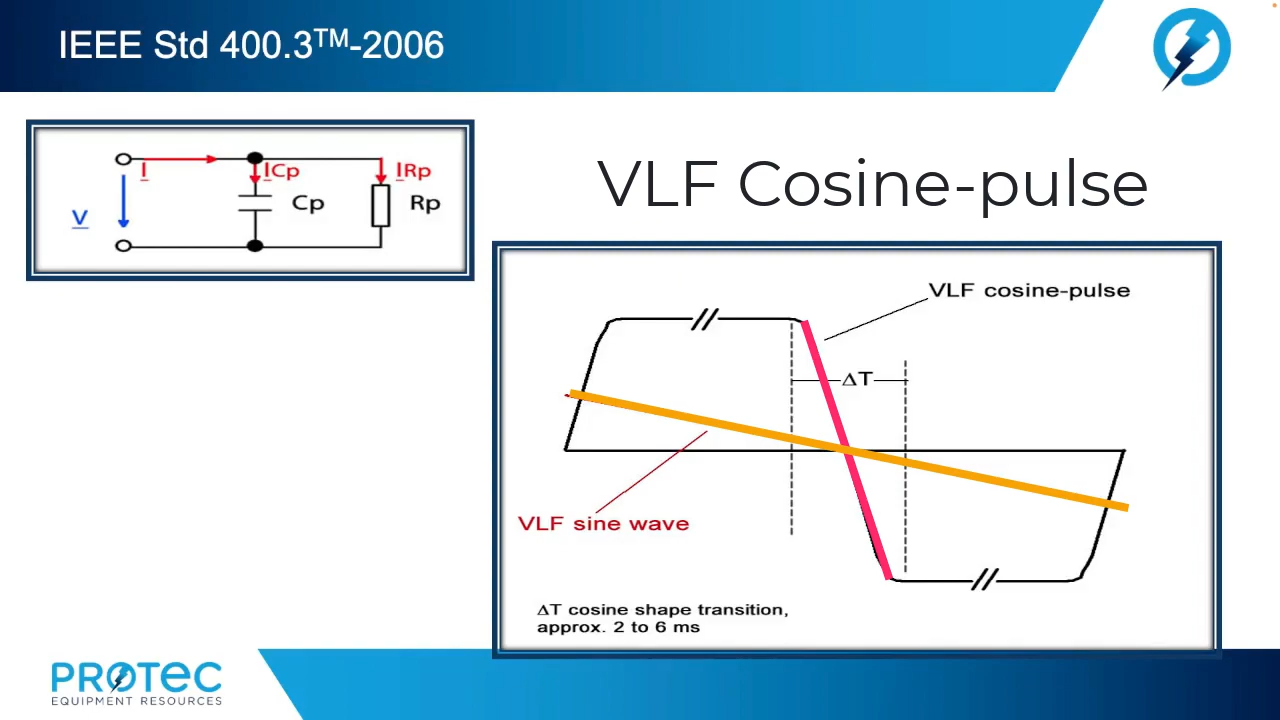 IEEE Std 400.3™-2006
I
ICp
IRp
V
Cp
Rp
VLF Cosine-pulse
VLF cosine-pulse
ΔT
VLF sine wave
ΔT cosine shape transition,
approx. 2 to 6 ms
PROTEC
EQUIPMENT RESOURCES